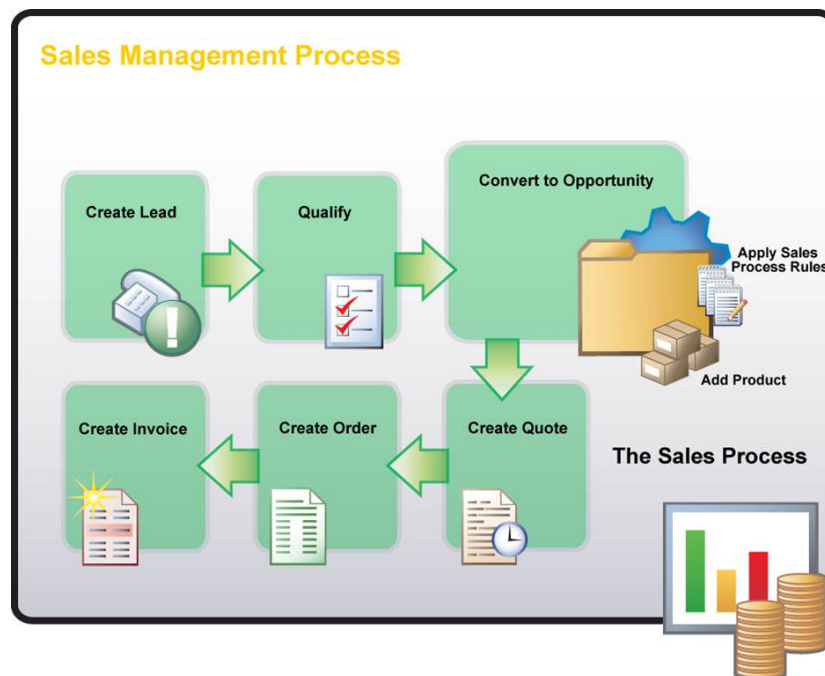 Sales Management Process
Create Lead
Qualify
Convert to Opportunity
Apply Sales
Process Rules
Add Product
Create Invoice
Create Order
Create Quote
The Sales Process